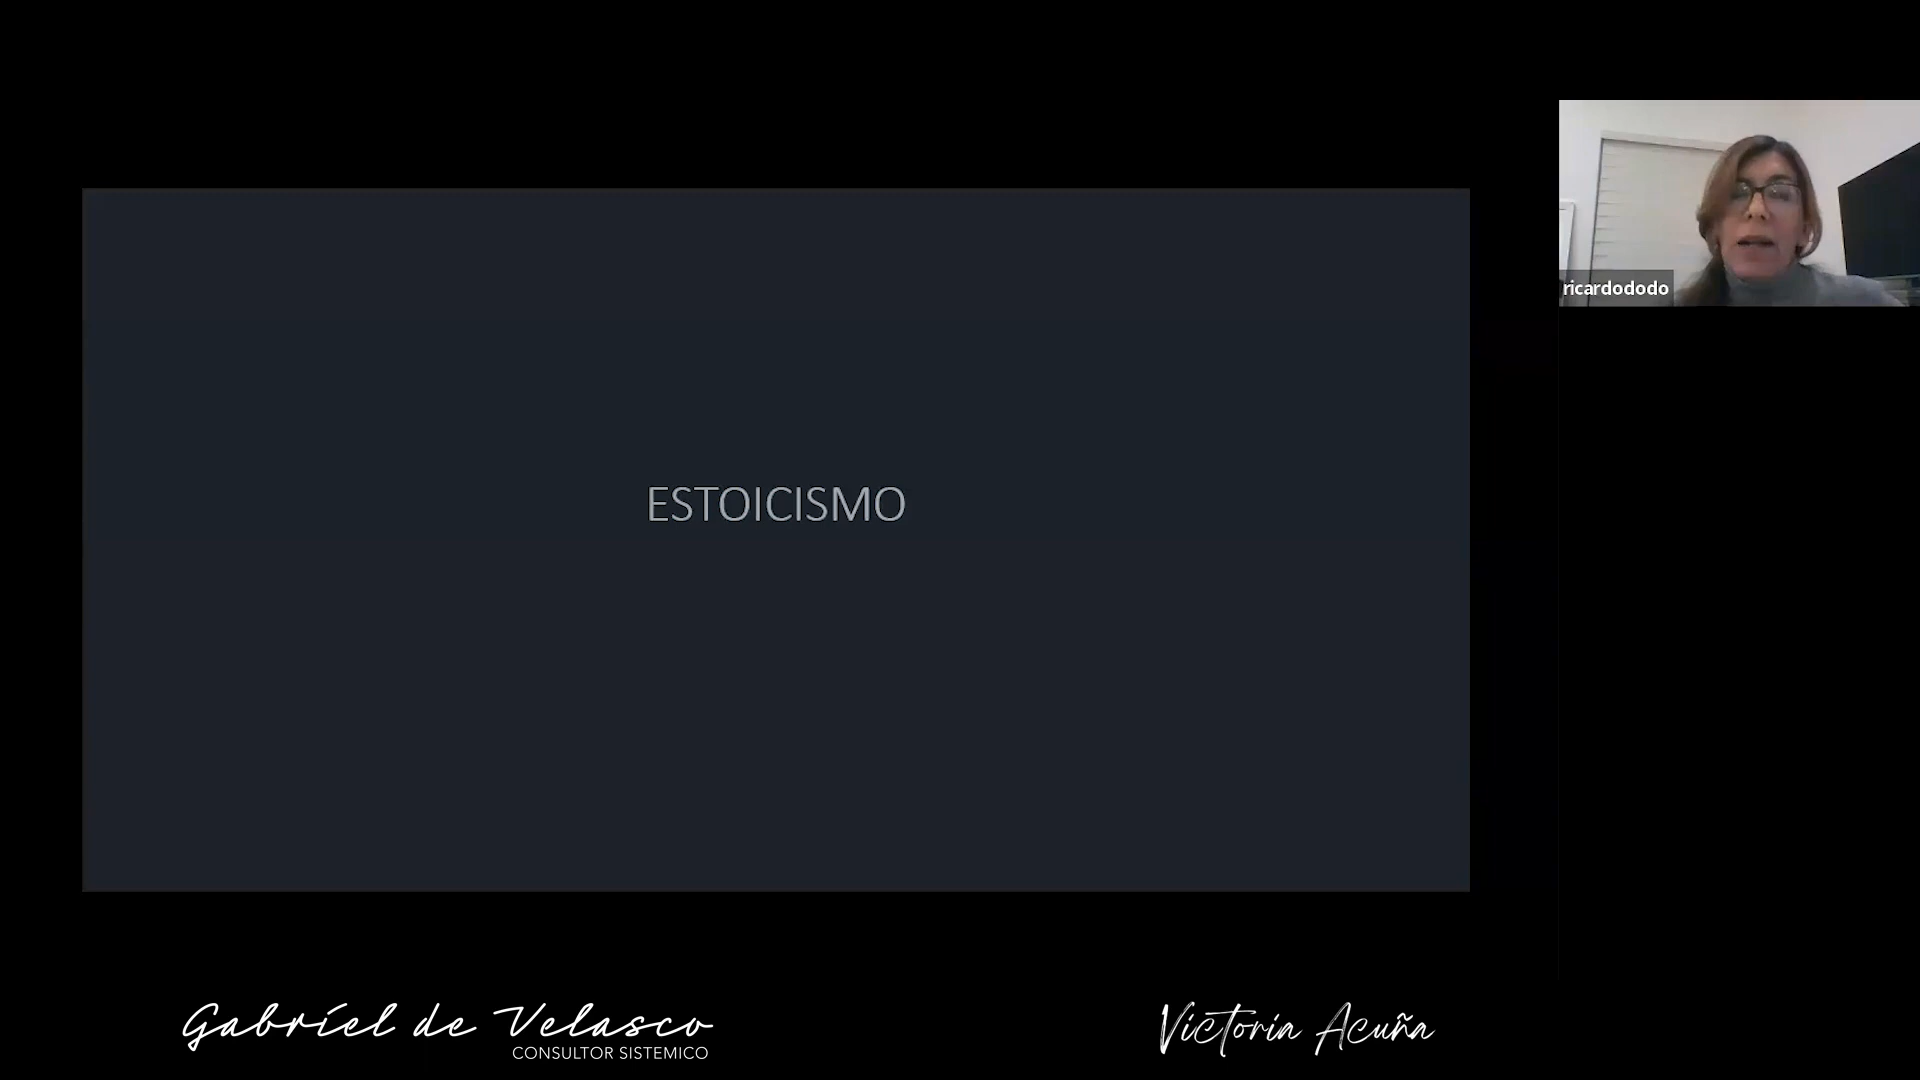 ricardododo
ESTOICISMO
Gabriel de Velasco
CONSULTOR SISTEMICO
Victoria Acuña